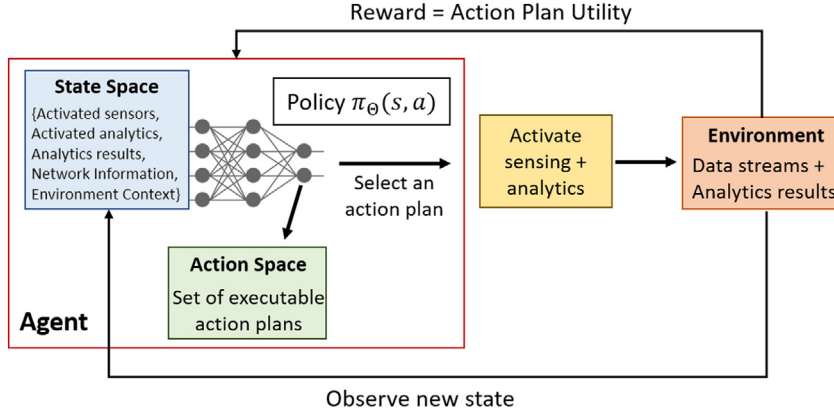 Reward = Action Plan Utility
State Space
{Activated sensors,
Activated analytics,
Analytics results,
Network Information,
Environment Context}
Policy π_Θ(s, a)
Select an
action plan
Action Space
Set of executable
action plans
Agent
Activate
sensing +
analytics
Environment
Data streams +
Analytics results
Observe new state